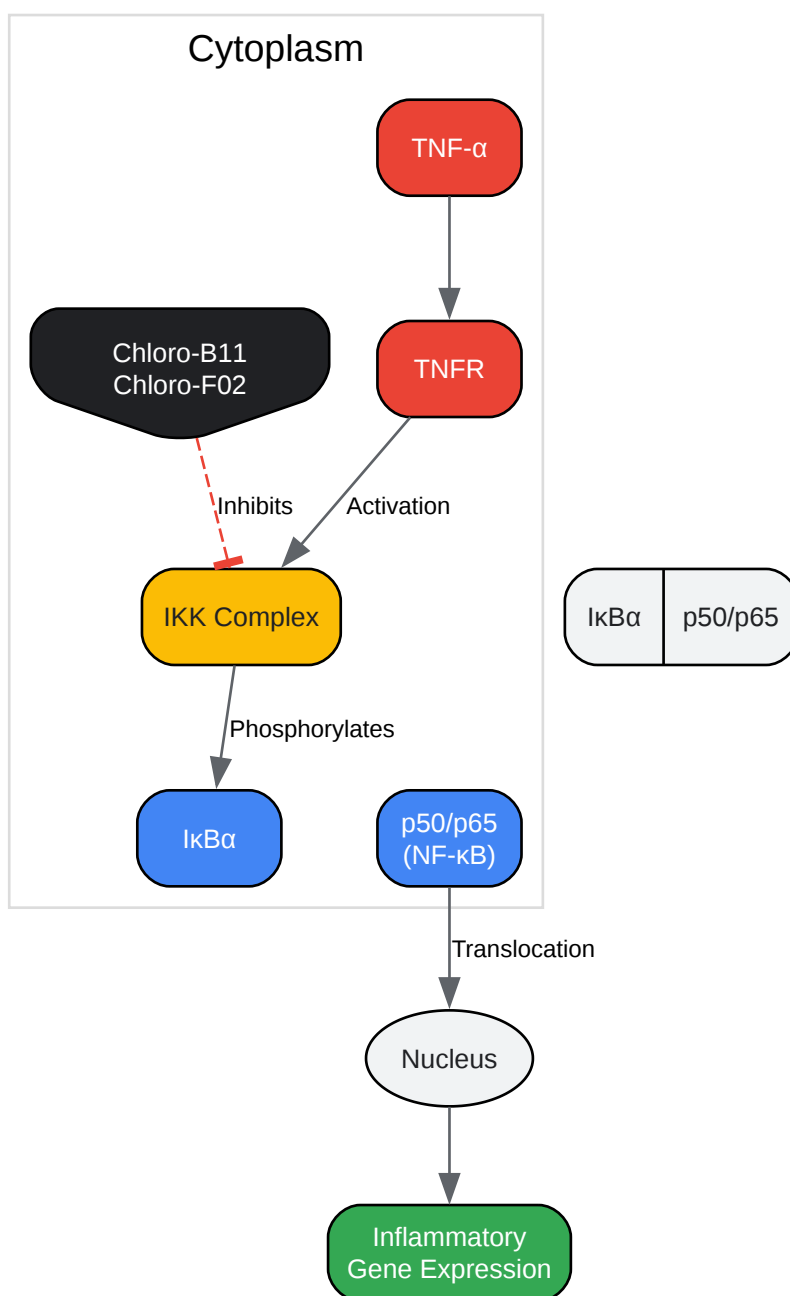 Cytoplasm
TNF-α
Chloro-B11
Chloro-F02
TNFR
Inhibits
Activation
IKK Complex
IκBα
p50/p65
Phosphorylates
IκBα
p50/p65
(NF-κB)
Translocation
Nucleus
Inflammatory
Gene Expression